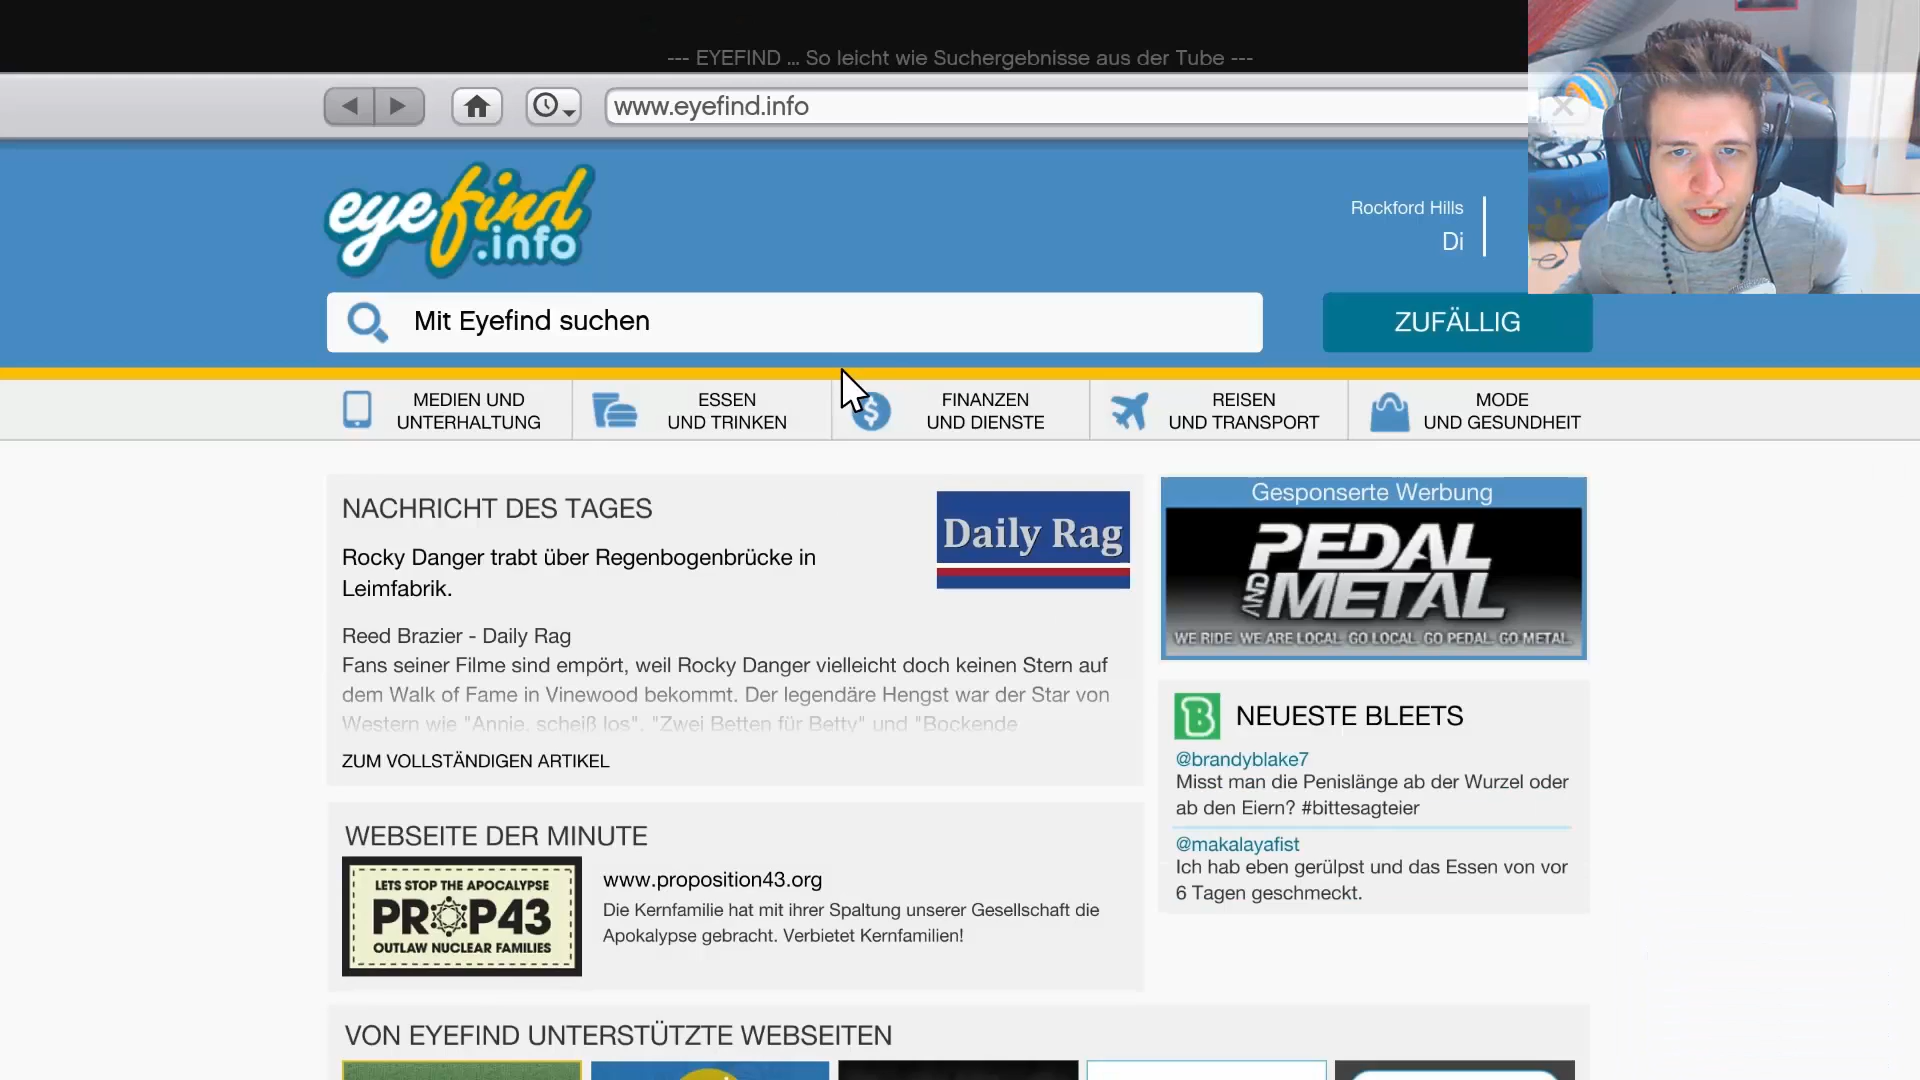 --- EYEFIND ... So leicht wie Suchergebnisse aus der Tube ---
www.eyefind.info
eyefind
.info
Rockford Hills
Di
Mit Eyefind suchen
ZUFÄLLIG
MEDIEN UND
UNTERHALTUNG
ESSEN
UND TRINKEN
FINANZEN
UND DIENSTE
REISEN
UND TRANSPORT
MODE
UND GESUNDHEIT
NACHRICHT DES TAGES
Daily Rag
Rocky Danger trabt über Regenbogenbrücke in
Leimfabrik.
Reed Brazier - Daily Rag
Fans seiner Filme sind empört, weil Rocky Danger vielleicht doch keinen Stern auf
dem Walk of Fame in Vinewood bekommt. Der legendäre Hengst war der Star von
Western wie "Annie, scheiß los", "Zwei Betten für Betty" und "Bockende
ZUM VOLLSTÄNDIGEN ARTIKEL
Gesponserte Werbung
PEDAL
AND METAL
WE RIDE. WE ARE LOCAL. GO LOCAL. GO PEDAL. GO METAL.
NEUESTE BLEETS
@brandyblake7
Misst man die Penislänge ab der Wurzel oder
ab den Eiern? #bittesagteier
@makalayafist
Ich hab eben gerülpst und das Essen von vor
6 Tagen geschmeckt.
WEBSEITE DER MINUTE
LETS STOP THE APOCALYPSE
PROP43
OUTLAW NUCLEAR FAMILIES
www.proposition43.org
Die Kernfamilie hat mit ihrer Spaltung unserer Gesellschaft die
Apokalypse gebracht. Verbietet Kernfamilien!
VON EYEFIND UNTERSTÜTZTE WEBSEITEN